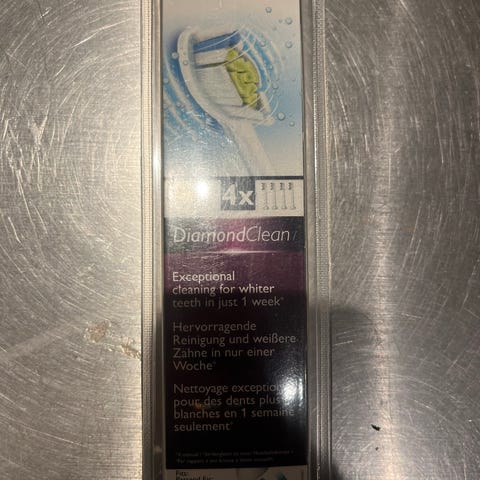 4x
DiamondClean
Exceptional
cleaning for whiter
teeth in just 1 week*
Hervorragende
Reinigung und weißere
Zähne in nur einer
Woche*
Nettoyage exceptio
pour des dents plus
blanches en 1 semaine
seulement*
Fits: